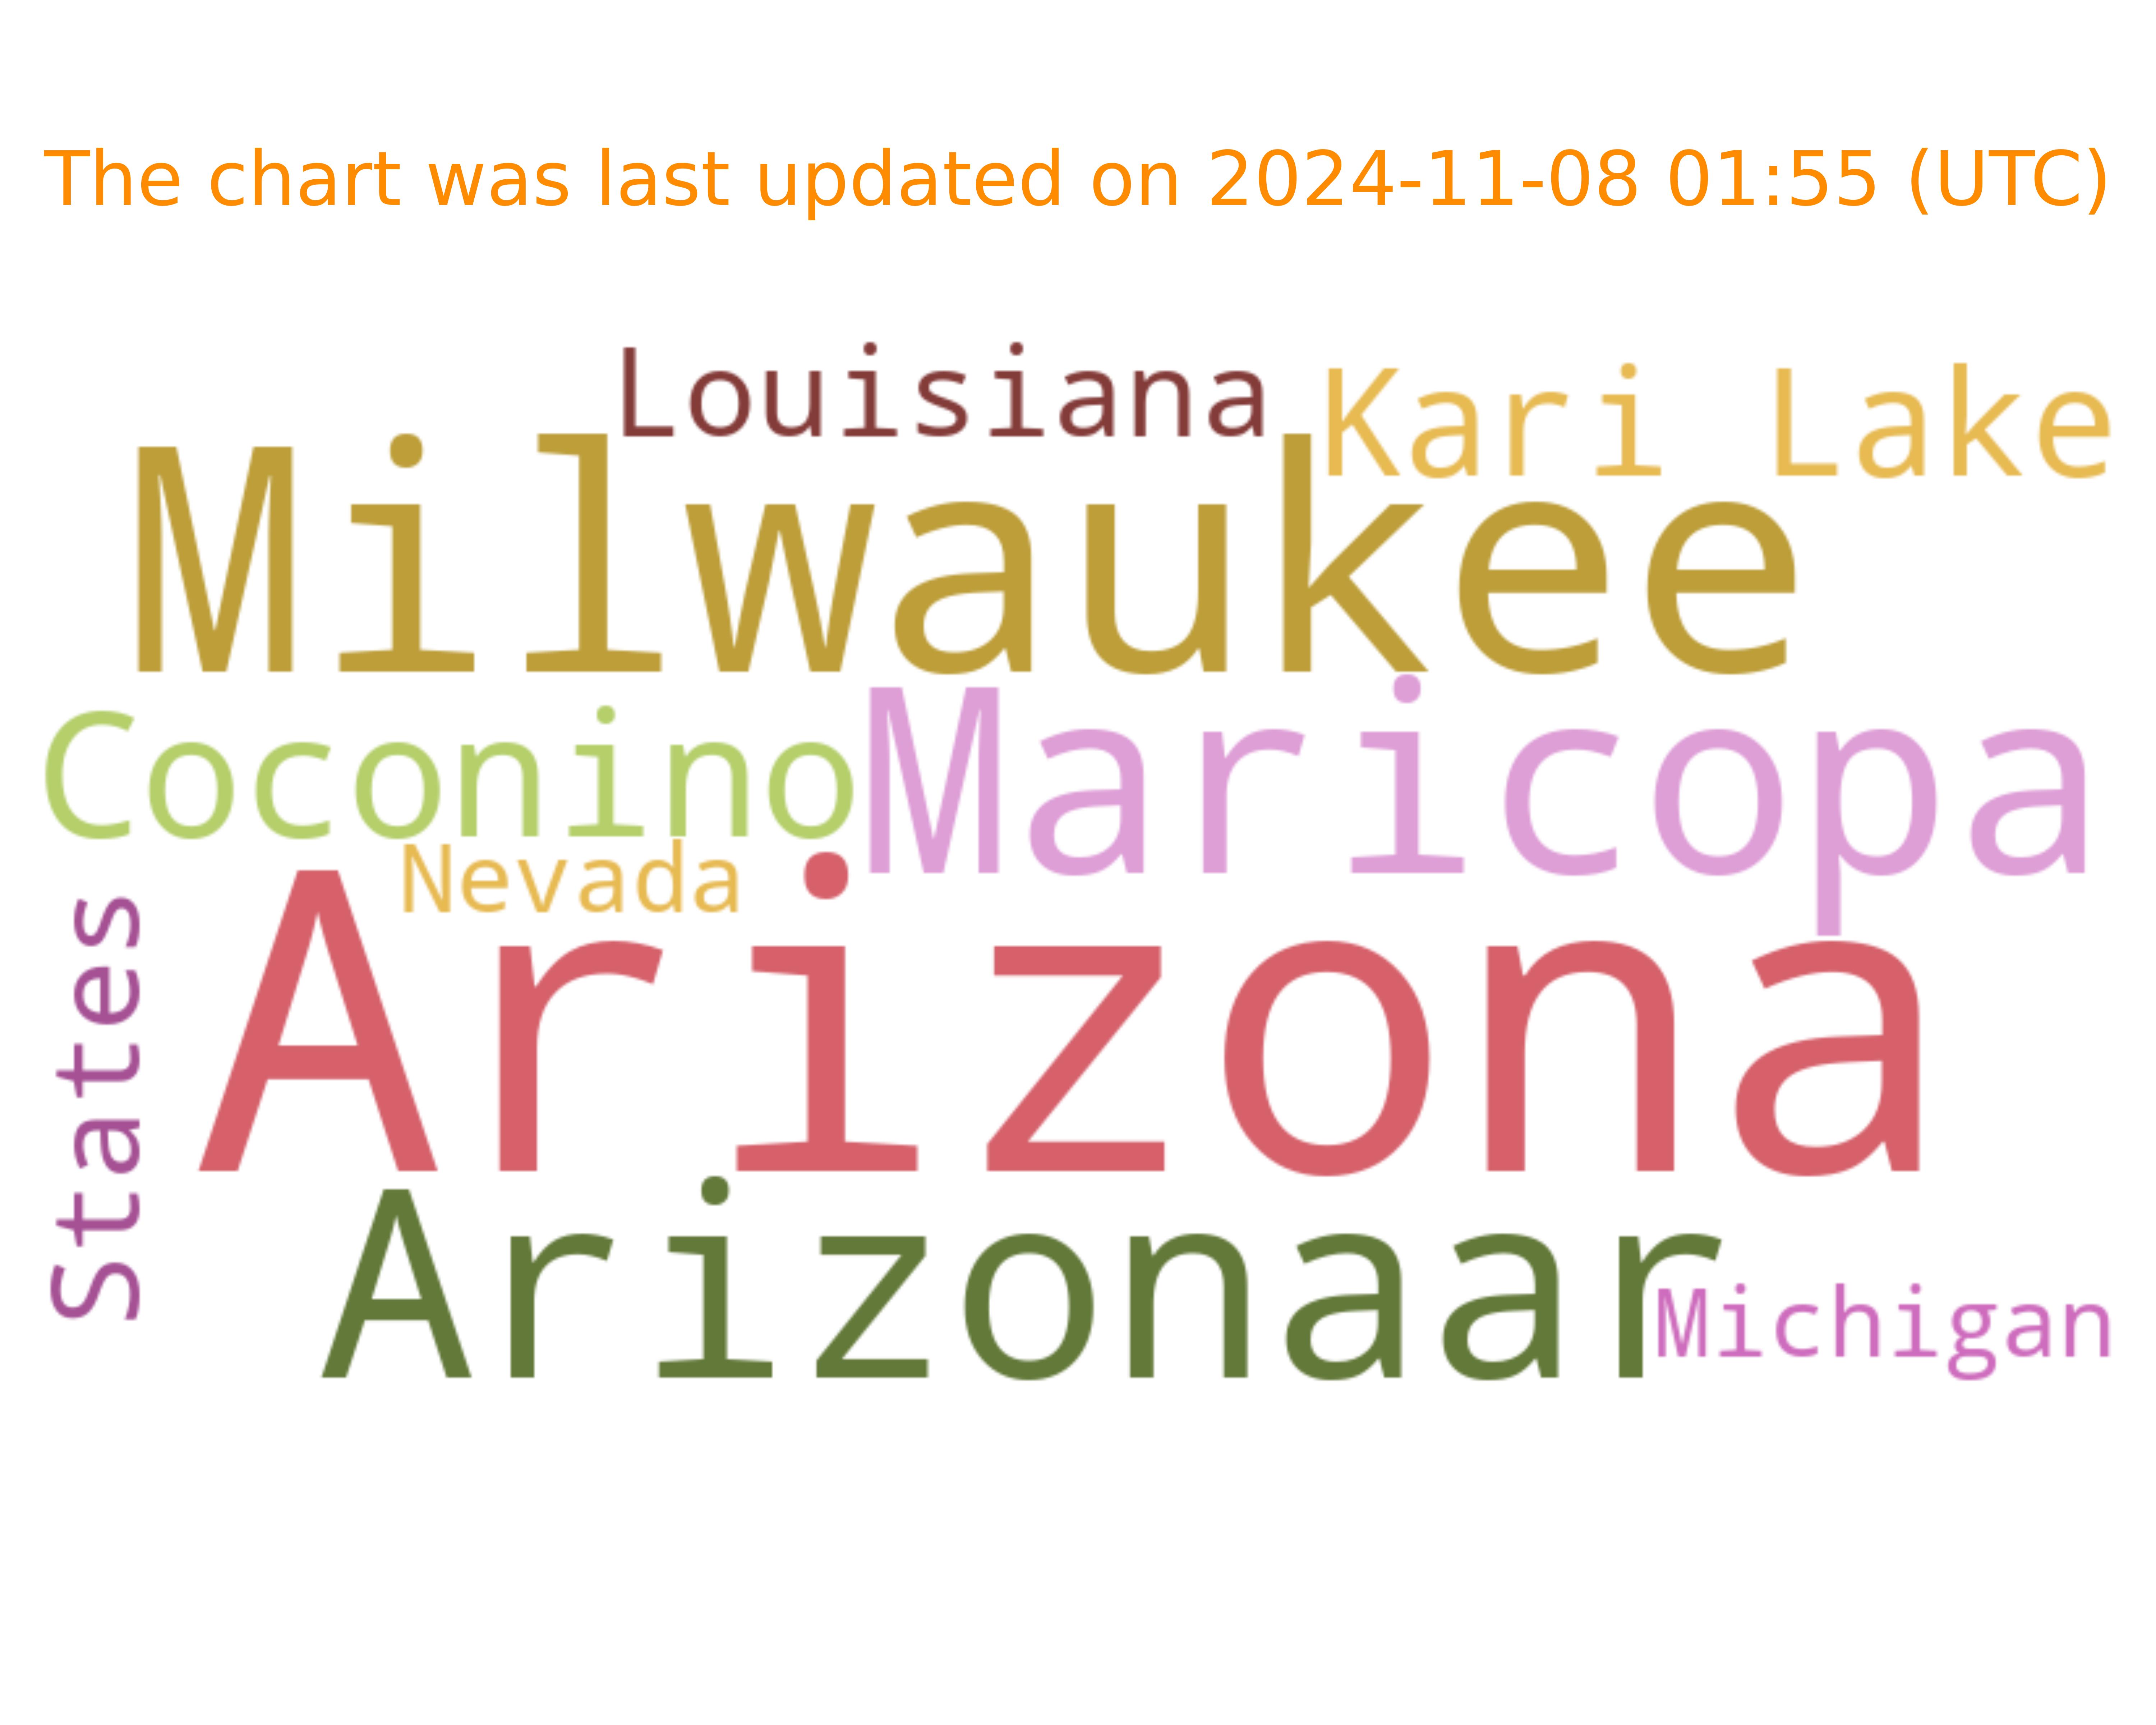 The chart was last updated on 2024-11-08 01:55 (UTC)
Louisiana
Kari Lake
Milwaukee
Coconino
Maricopa
Nevada
States
Arizona
Arizonaar
Michigan